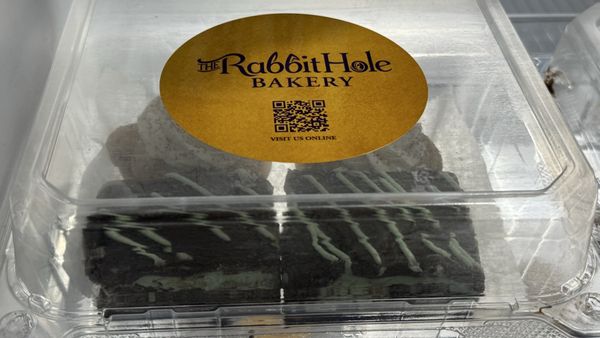 THE RabbitHole
BAKERY
VISIT US ONLINE